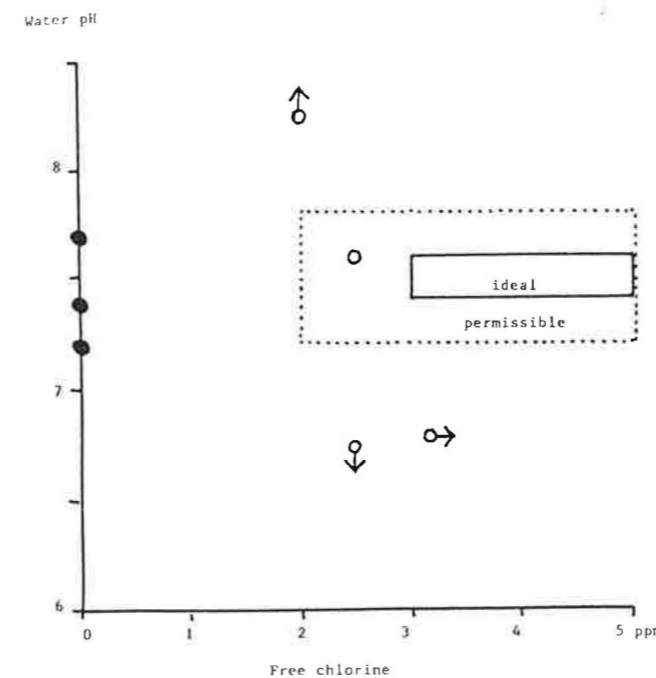 Water pH
8
ideal
permissible
7
6
0 1 2 3 4 5 ppm
Free chlorine